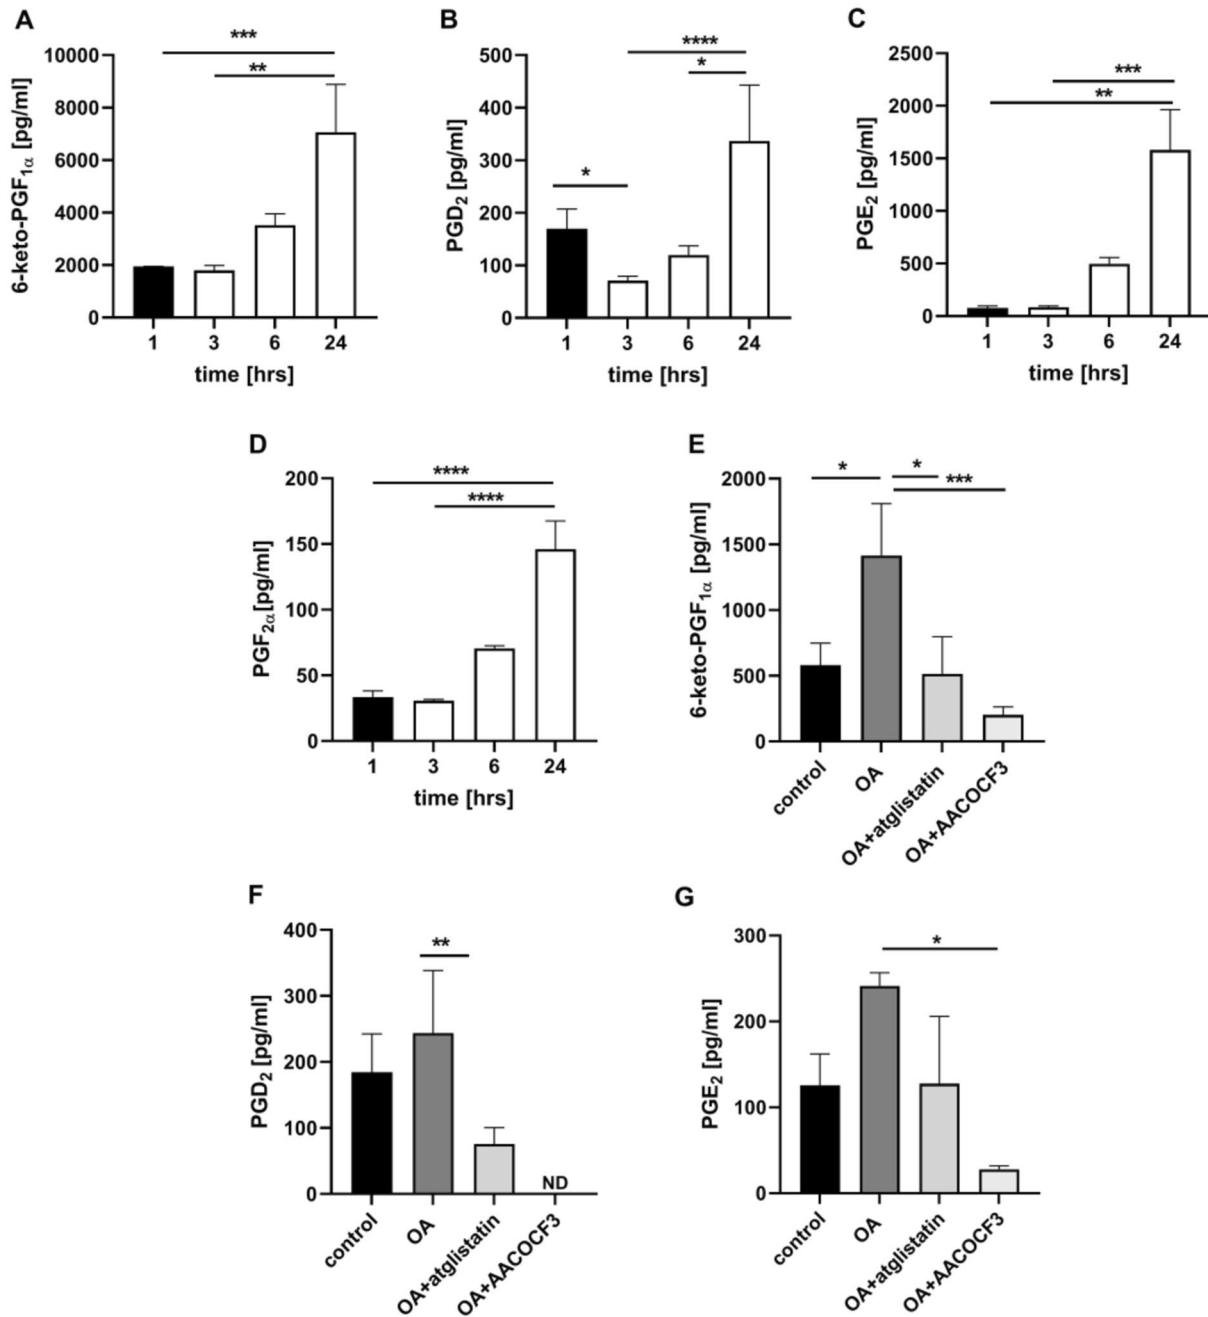 A
6-keto-PGF1α [pg/ml]
10000
8000
6000
4000
2000
0
***
**
1 3 6 24
time [hrs]
B
PGD2 [pg/ml]
500
400
300
200
100
0
****
*
*
1 3 6 24
time [hrs]
C
PGE2 [pg/ml]
2500
2000
1500
1000
500
0
***
**
1 3 6 24
time [hrs]
D
PGF2α[pg/ml]
200
150
100
50
0
****
****
1 3 6 24
time [hrs]
E
6-keto-PGF1α [pg/ml]
2000
1500
1000
500
0
* *
***
control
OA
OA+atglistatin
OA+AACOCF3
F
PGD2 [pg/ml]
400
300
200
100
0
**
ND
control
OA
OA+atglistatin
OA+AACOCF3
G
PGE2 [pg/ml]
300
200
100
0
*
control
OA
OA+atglistatin
OA+AACOCF3